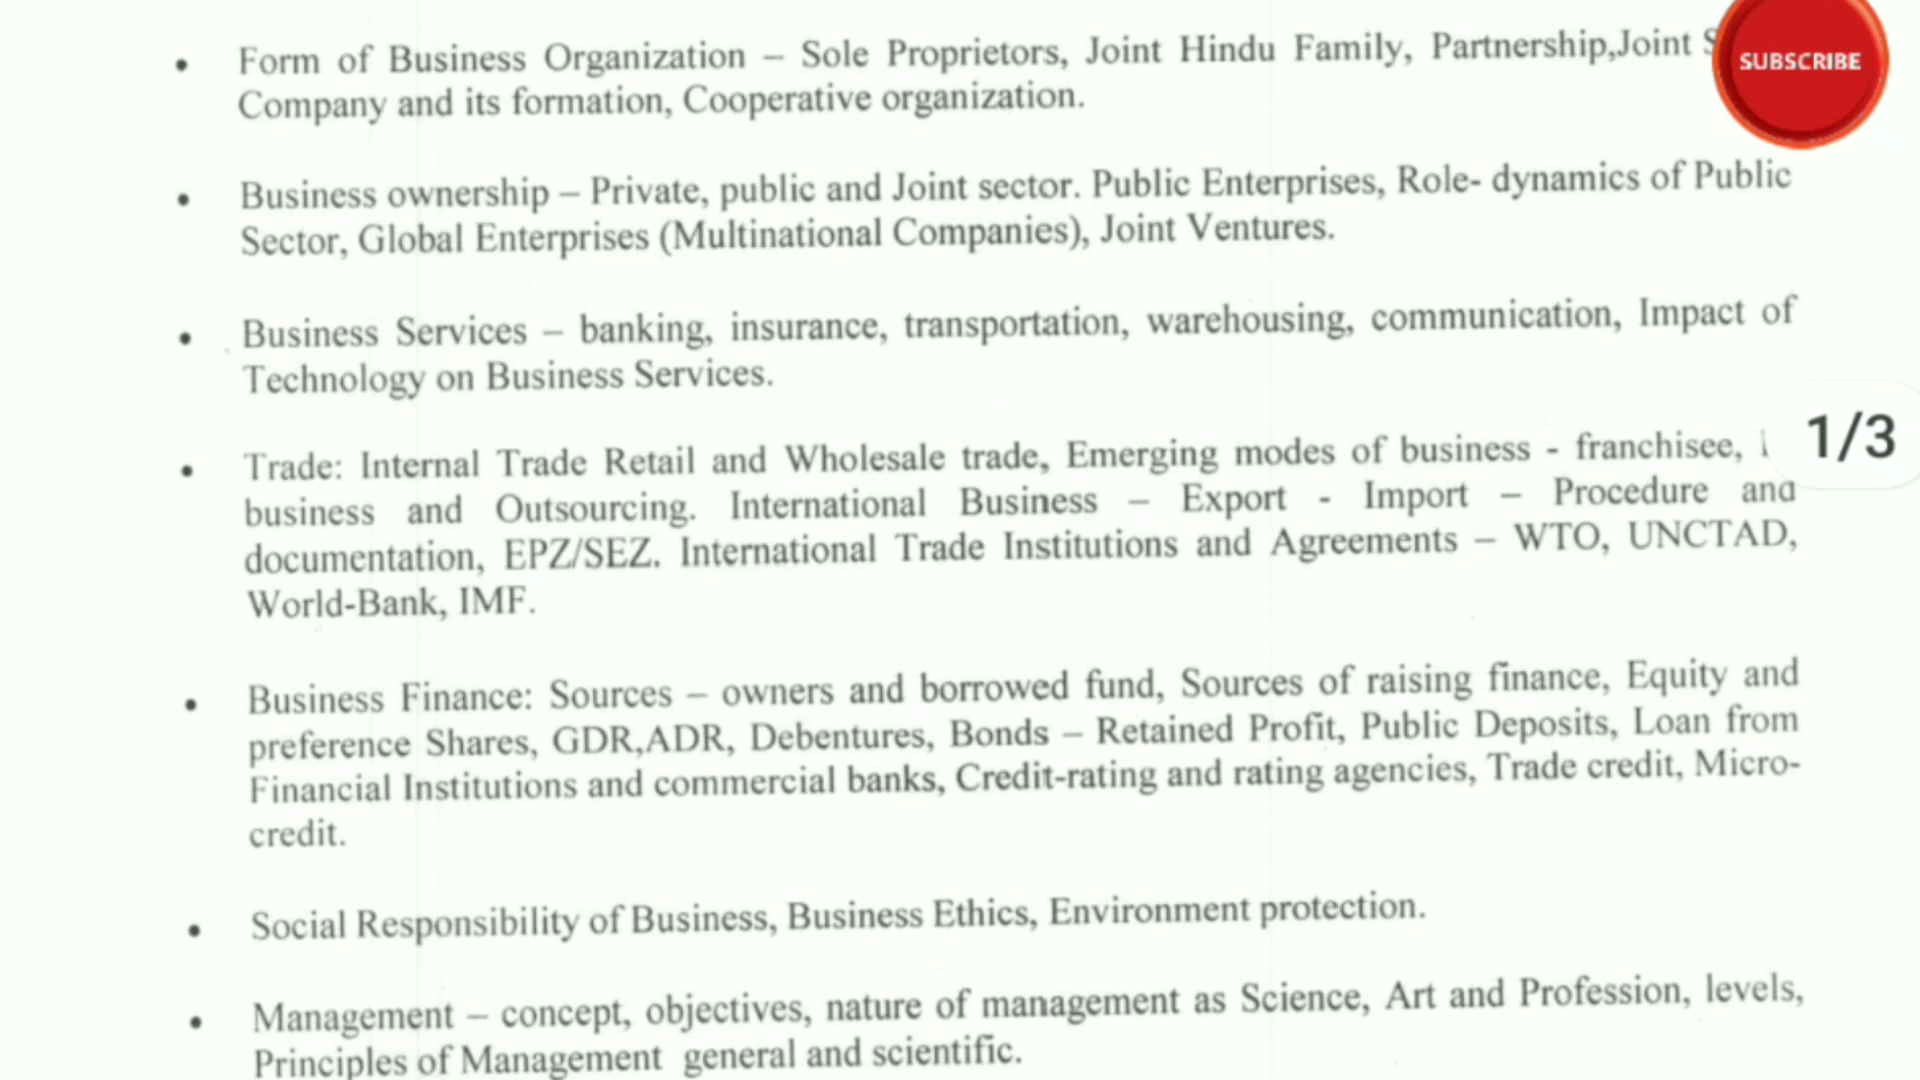 • Form of Business Organization – Sole Proprietors, Joint Hindu Family, Partnership,Joint
SUBSCRIBE
Company and its formation, Cooperative organization.
• Business ownership – Private, public and Joint sector. Public Enterprises, Role- dynamics of Public
Sector, Global Enterprises (Multinational Companies), Joint Ventures.
• Business Services – banking, insurance, transportation, warehousing, communication, Impact of
Technology on Business Services.
• Trade: Internal Trade Retail and Wholesale trade, Emerging modes of business - franchisee,
1/3
business and Outsourcing. International Business – Export - Import – Procedure and
documentation, EPZ/SEZ. International Trade Institutions and Agreements – WTO, UNCTAD,
World-Bank, IMF.
• Business Finance: Sources – owners and borrowed fund, Sources of raising finance, Equity and
preference Shares, GDR,ADR, Debentures, Bonds – Retained Profit, Public Deposits, Loan from
Financial Institutions and commercial banks, Credit-rating and rating agencies, Trade credit, Micro-
credit.
• Social Responsibility of Business, Business Ethics, Environment protection.
• Management – concept, objectives, nature of management as Science, Art and Profession, levels,
Principles of Management general and scientific.